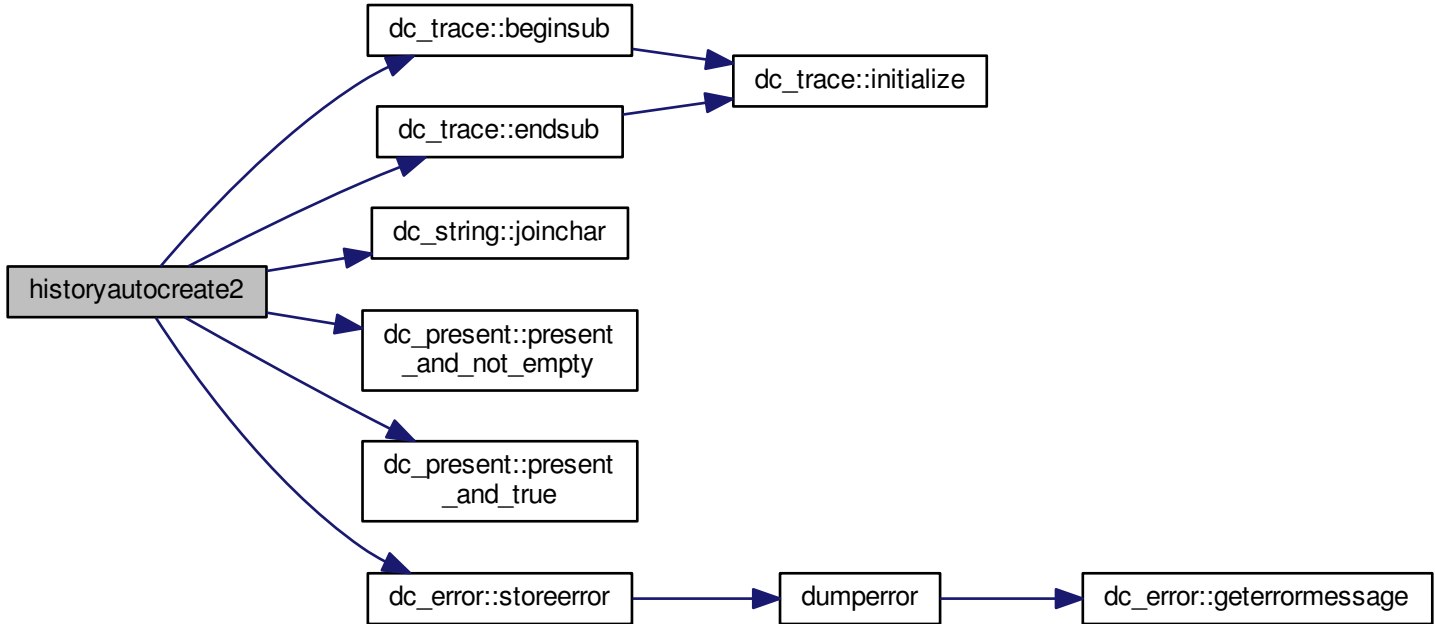 dc_trace::beginsub
dc_trace::initialize
dc_trace::endsub
dc_string::joinchar
historyautocreate2
dc_present::present
_and_not_empty
dc_present::present
_and_true
dc_error::storeerror
dumperror
dc_error::geterrormessage